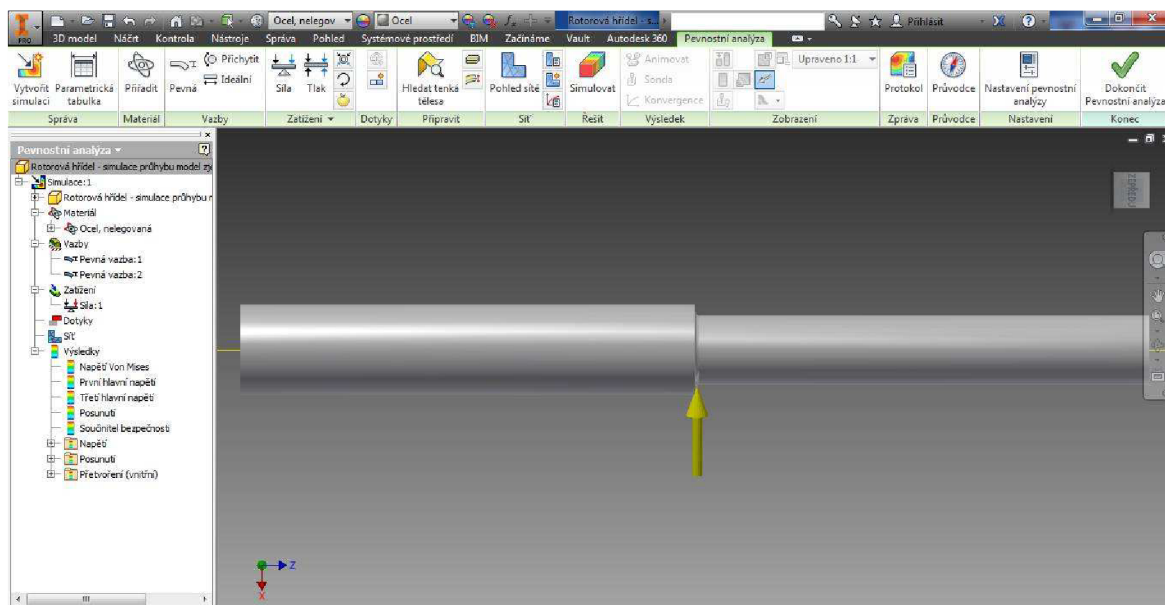 Ocel, nelegov
Ocel
Rotorová hřídel - s...
Přihlásit
PRO
3D model Náčrt Kontrola Nástroje Správa Pohled Systémové prostředí BIM Začínáme Vault Autodesk 360 Pevnostní analýza
Vytvořit simulaci
Parametrická tabulka
Přiřadit
Pevná
Přichytit
Ideální
Síla
Tlak
Hledat tenká tělesa
Pohled sítě
Simulovat
Animovat
Sonda
Konvergence
Upraveno 1:1
Protokol
Průvodce
Nastavení pevnostní analýzy
Dokončit Pevnostní analýza
Správa Materiál Vazby Zatížení Dotyky Připravit Síť Řešit Výsledek Zobrazení Zpráva Průvodce Nastavení Konec
Pevnostní analýza
Rotorová hřídel - simulace průhybu model zje
Simulace:1
Rotorová hřídel - simulace průhybu r
Materiál
Ocel, nelegovaná
Vazby
Pevná vazba:1
Pevná vazba:2
Zatížení
Síla:1
Dotyky
Síť
Výsledky
Napětí Von Mises
První hlavní napětí
Třetí hlavní napětí
Posunutí
Součinitel bezpečnosti
Napětí
Posunutí
Přetvoření (vnitřní)
Z
X